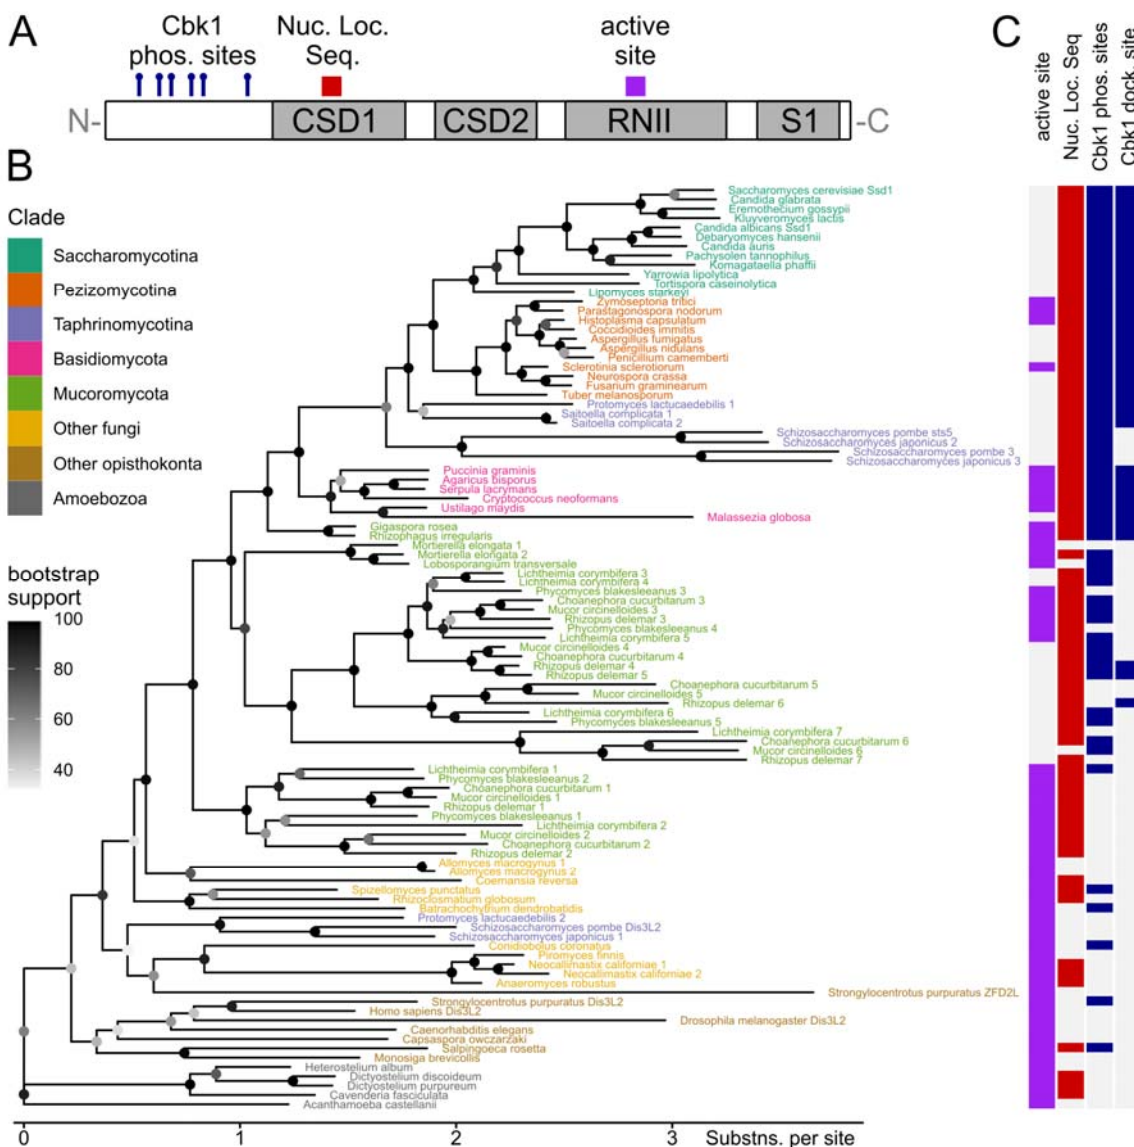 A
Cbk1
phos. sites
Nuc. Loc.
Seq.
active
site
N-
CSD1
CSD2
RNII
S1
-C
B
Clade
Saccharomycotina
Pezizomycotina
Taphrinomycotina
Basidiomycota
Mucoromycota
Other fungi
Other opisthokonta
Amoebozoa
bootstrap
support
100
80
60
40
Saccharomyces cerevisiae Ssd1
Candida glabrata
Eremothecium gossypii
Kluyveromyces lactis
Candida albicans Ssd1
Debaryomyces hansenii
Candida auris
Pachysolen tannophilus
Komagataella phaffii
Yarrowia lipolytica
Tortispora caseinolytica
Lipomyces starkeyi
Zymoseptoria tritici
Parastagonospora nodorum
Histoplasma capsulatum
Coccidioides immitis
Aspergillus fumigatus
Aspergillus nidulans
Penicillium camemberti
Sclerotinia sclerotiorum
Neurospora crassa
Fusarium graminearum
Tuber melanosporum
Protomyces lactucaedebilis 1
Saitoella complicata 1
Saitoella complicata 2
Schizosaccharomyces pombe sts5
Schizosaccharomyces japonicus 2
Schizosaccharomyces pombe 3
Schizosaccharomyces japonicus 3
Puccinia graminis
Agaricus bisporus
Serpula lacrymans
Cryptococcus neoformans
Ustilago maydis
Malassezia globosa
Gigaspora rosea
Rhizophagus irregularis
Mortierella elongata 1
Mortierella elongata 2
Lobosporangium transversale
Lichtheimia corymbifera 3
Lichtheimia corymbifera 4
Phycomyces blakesleeanus 3
Choanephora cucurbitarum 3
Mucor circinelloides 3
Rhizopus delemar 3
Phycomyces blakesleeanus 4
Lichtheimia corymbifera 5
Mucor circinelloides 4
Choanephora cucurbitarum 4
Rhizopus delemar 4
Rhizopus delemar 5
Choanephora cucurbitarum 5
Mucor circinelloides 5
Rhizopus delemar 6
Lichtheimia corymbifera 6
Phycomyces blakesleeanus 5
Lichtheimia corymbifera 7
Choanephora cucurbitarum 6
Mucor circinelloides 6
Rhizopus delemar 7
Lichtheimia corymbifera 1
Phycomyces blakesleeanus 2
Choanephora cucurbitarum 1
Mucor circinelloides 1
Rhizopus delemar 1
Phycomyces blakesleeanus 1
Lichtheimia corymbifera 2
Mucor circinelloides 2
Choanephora cucurbitarum 2
Rhizopus delemar 2
Allomyces macrogynus 1
Allomyces macrogynus 2
Coemansia reversa
Spizellomyces punctatus
Rhizoclosmatium globosum
Batrachochytrium dendrobatidis
Protomyces lactucaedebilis 2
Schizosaccharomyces pombe Dis3L2
Schizosaccharomyces japonicus 1
Conidiobolus coronatus
Piromyces finnis
Neocallimastix californiae 1
Neocallimastix californiae 2
Anaeromyces robustus
Strongylocentrotus purpuratus ZFD2L
Strongylocentrotus purpuratus Dis3L2
Homo sapiens Dis3L2
Drosophila melanogaster Dis3L2
Caenorhabditis elegans
Capsaspora owczarzaki
Salpingoeca rosetta
Monosiga brevicollis
Heterostelium album
Dictyostelium discoideum
Dictyostelium purpureum
Cavenderia fasciculata
Acanthamoeba castellanii
0
1
2
3
Substns. per site
C
active site
Nuc. Loc. Seq
Cbk1 phos. sites
Cbk1 dock. site